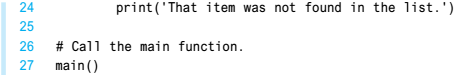 24 print('That item was not found in the list.')
25
26 # Call the main function.
27 main()